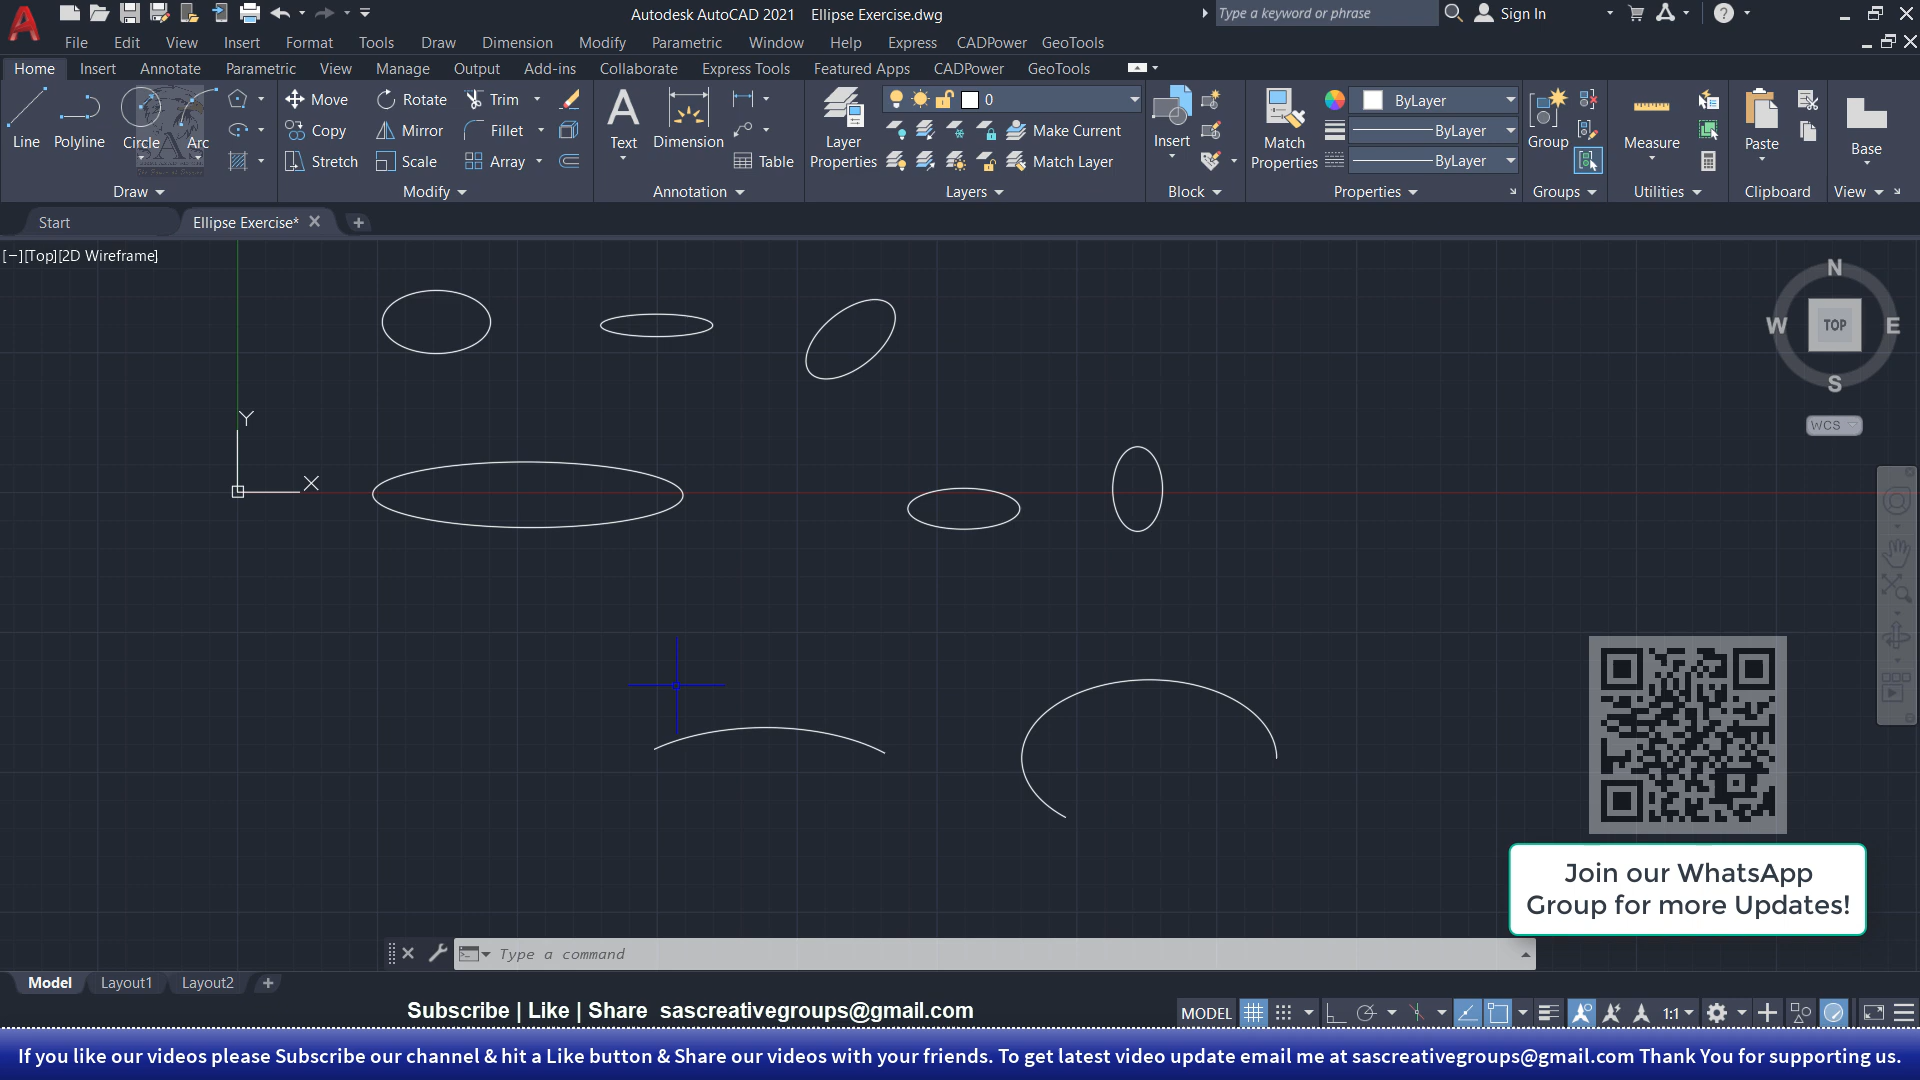 Autodesk AutoCAD 2021 Ellipse Exercise.dwg
Type a keyword or phrase
Sign In
File Edit View Insert Format Tools Draw Dimension Modify Parametric Window Help Express CADPower GeoTools
Home Insert Annotate Parametric View Manage Output Add-ins Collaborate Express Tools Featured Apps CADPower GeoTools
Line Polyline Circle Arc
Move Rotate Trim
Copy Mirror Fillet
Stretch Scale Array
Text Dimension
Table
Layer Properties
0
Make Current
Match Layer
Insert
Match Properties
ByLayer
ByLayer
ByLayer
Group
Measure
Paste
Base
Draw Modify Annotation Layers Block Properties Groups Utilities Clipboard View
Start Ellipse Exercise*
[−][Top][2D Wireframe]
N
W TOP E
S
WCS
Y
X
Join our WhatsApp
Group for more Updates!
Type a command
Model Layout1 Layout2
Subscribe | Like | Share sascreativegroups@gmail.com
MODEL 1:1
If you like our videos please Subscribe our channel & hit a Like button & Share our videos with your friends. To get latest video update email me at sascreativegroups@gmail.com Thank You for supporting us.